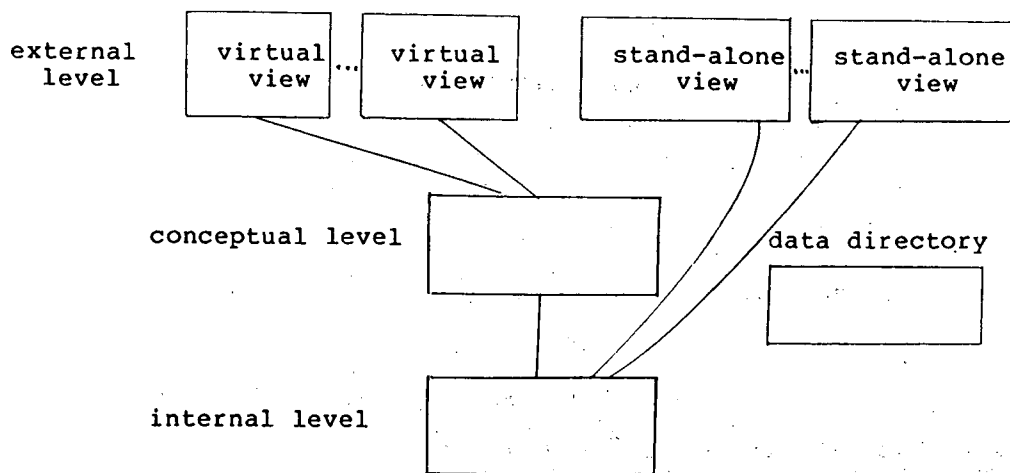 external
level
virtual
view
...
virtual
view
stand-alone
view
...
stand-alone
view
conceptual level
data directory
internal level